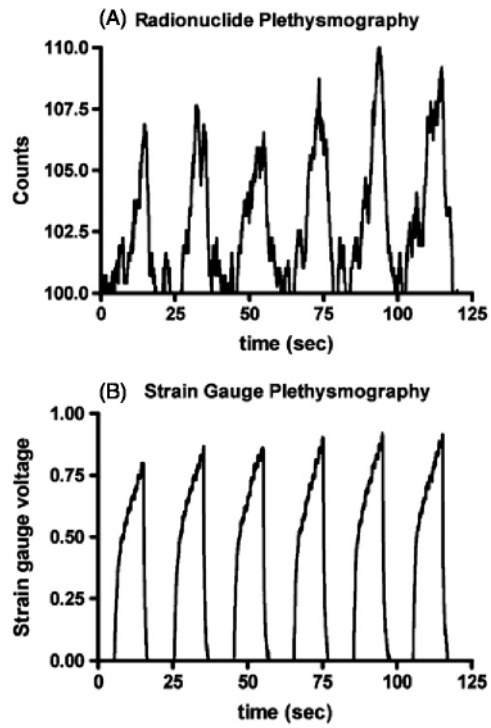 (A) Radionuclide Plethysmography
110.0
107.5
105.0
102.5
100.0
Counts
0 25 50 75 100 125
time (sec)
(B) Strain Gauge Plethysmography
1.00
0.75
0.50
0.25
0.00
Strain gauge voltage
0 25 50 75 100 125
time (sec)